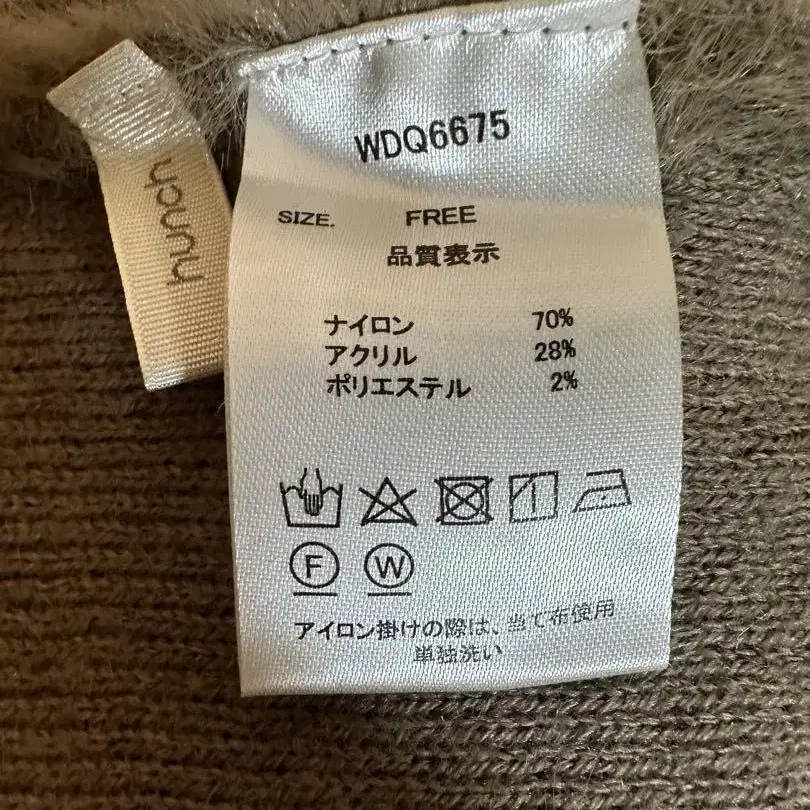 hunch
WDQ6675
SIZE. FREE
品質表示
ナイロン 70%
アクリル 28%
ポリエステル 2%
F W
アイロン掛けの際は、当て布使用
単独洗い